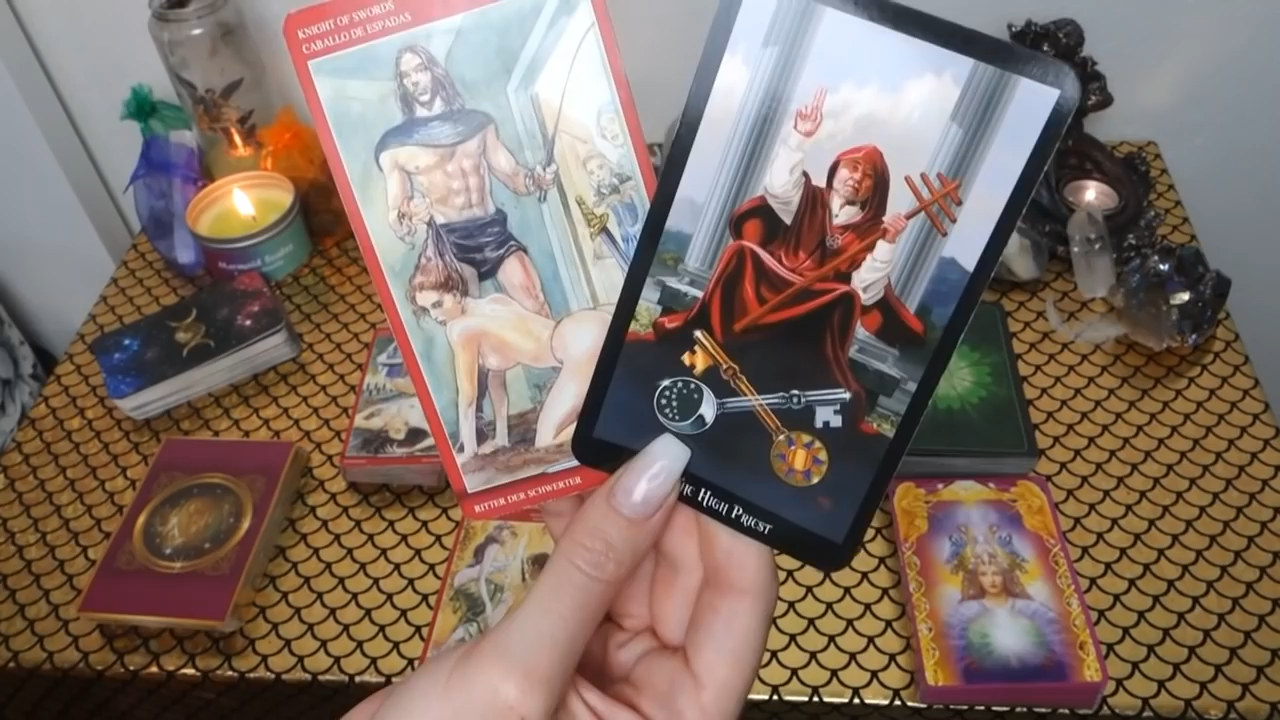 KNIGHT OF SWORDS
CABALLO DE ESPADAS
RITTER DER SCHWERTER
HIGH PRIEST